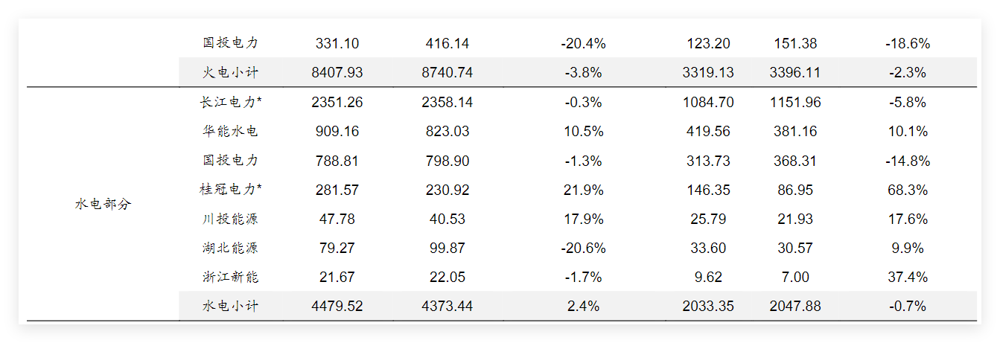 国投电力 331.10 416.14 -20.4% 123.20 151.38 -18.6%
火电小计 8407.93 8740.74 -3.8% 3319.13 3396.11 -2.3%
长江电力* 2351.26 2358.14 -0.3% 1084.70 1151.96 -5.8%
华能水电 909.16 823.03 10.5% 419.56 381.16 10.1%
国投电力 788.81 798.90 -1.3% 313.73 368.31 -14.8%
桂冠电力* 281.57 230.92 21.9% 146.35 86.95 68.3%
水电部分
川投能源 47.78 40.53 17.9% 25.79 21.93 17.6%
湖北能源 79.27 99.87 -20.6% 33.60 30.57 9.9%
浙江新能 21.67 22.05 -1.7% 9.62 7.00 37.4%
水电小计 4479.52 4373.44 2.4% 2033.35 2047.88 -0.7%